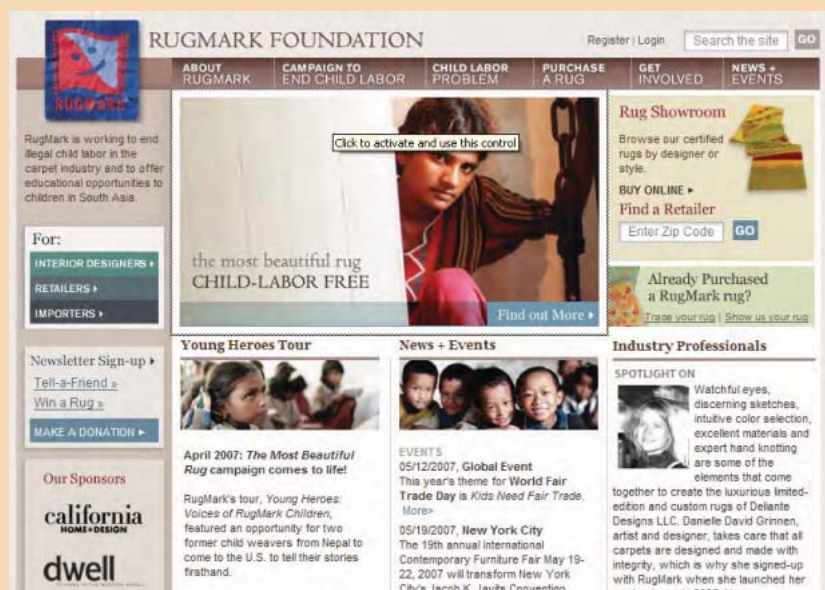 RUGMARK
RUGMARK FOUNDATION
Register | Login
Search the site
GO
ABOUT
RUGMARK
CAMPAIGN TO
END CHILD LABOR
CHILD LABOR
PROBLEM
PURCHASE
A RUG
GET
INVOLVED
NEWS +
EVENTS
RugMark is working to end
illegal child labor in the
carpet industry and to offer
educational opportunities to
children in South Asia.
For:
INTERIOR DESIGNERS
RETAILERS
IMPORTERS
Newsletter Sign-up
Tell-a-Friend »
Win a Rug »
MAKE A DONATION
Our Sponsors
california
HOME+DESIGN
dwell
Click to activate and use this control
the most beautiful rug
CHILD-LABOR FREE
Find out More
Rug Showroom
Browse our certified
rugs by designer or
style.
BUY ONLINE
Find a Retailer
Enter Zip Code
GO
Already Purchased
a RugMark rug?
Trace your rug | Show us your rug
Young Heroes Tour
April 2007: The Most Beautiful
Rug campaign comes to life!
RugMark's tour, Young Heroes:
Voices of RugMark Children,
featured an opportunity for two
former child weavers from Nepal to
come to the U.S. to tell their stories
firsthand.
News + Events
EVENTS
05/12/2007, Global Event
This year's theme for World Fair
Trade Day is Kids Need Fair Trade.
More>
05/19/2007, New York City
The 19th annual International
Contemporary Furniture Fair May 19-
22, 2007 will transform New York
City's Jacob K. Javits Convention
Industry Professionals
SPOTLIGHT ON
Watchful eyes,
discerning sketches,
intuitive color selection,
excellent materials and
expert hand knotting
are some of the
elements that come
together to create the luxurious limited-
edition and custom rugs of Deliante
Designs LLC. Danielle David Grinnen,
artist and designer, takes care that all
carpets are designed and made with
integrity, which is why she signed-up
with RugMark when she launched her